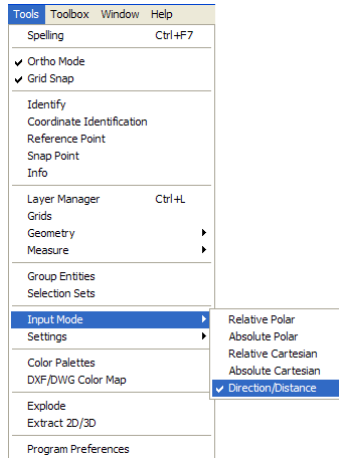 Tools Toolbox Window Help
Spelling Ctrl+F7
Ortho Mode
Grid Snap
Identify
Coordinate Identification
Reference Point
Snap Point
Info
Layer Manager Ctrl+L
Grids
Geometry
Measure
Group Entities
Selection Sets
Input Mode
Settings
Color Palettes
DXF/DWG Color Map
Explode
Extract 2D/3D
Program Preferences
Relative Polar
Absolute Polar
Relative Cartesian
Absolute Cartesian
Direction/Distance